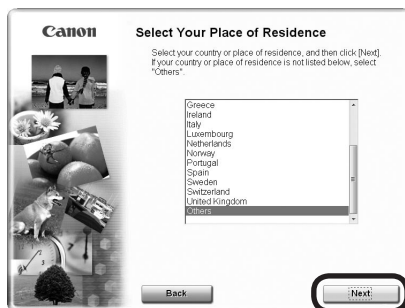 Canon
Select Your Place of Residence
Select your country or place of residence, and then click [Next].
If your country or place of residence is not listed below, select
"Others".
Greece
Ireland
Italy
Luxembourg
Netherlands
Norway
Portugal
Spain
Sweden
Switzerland
United Kingdom
Others
Back
Next